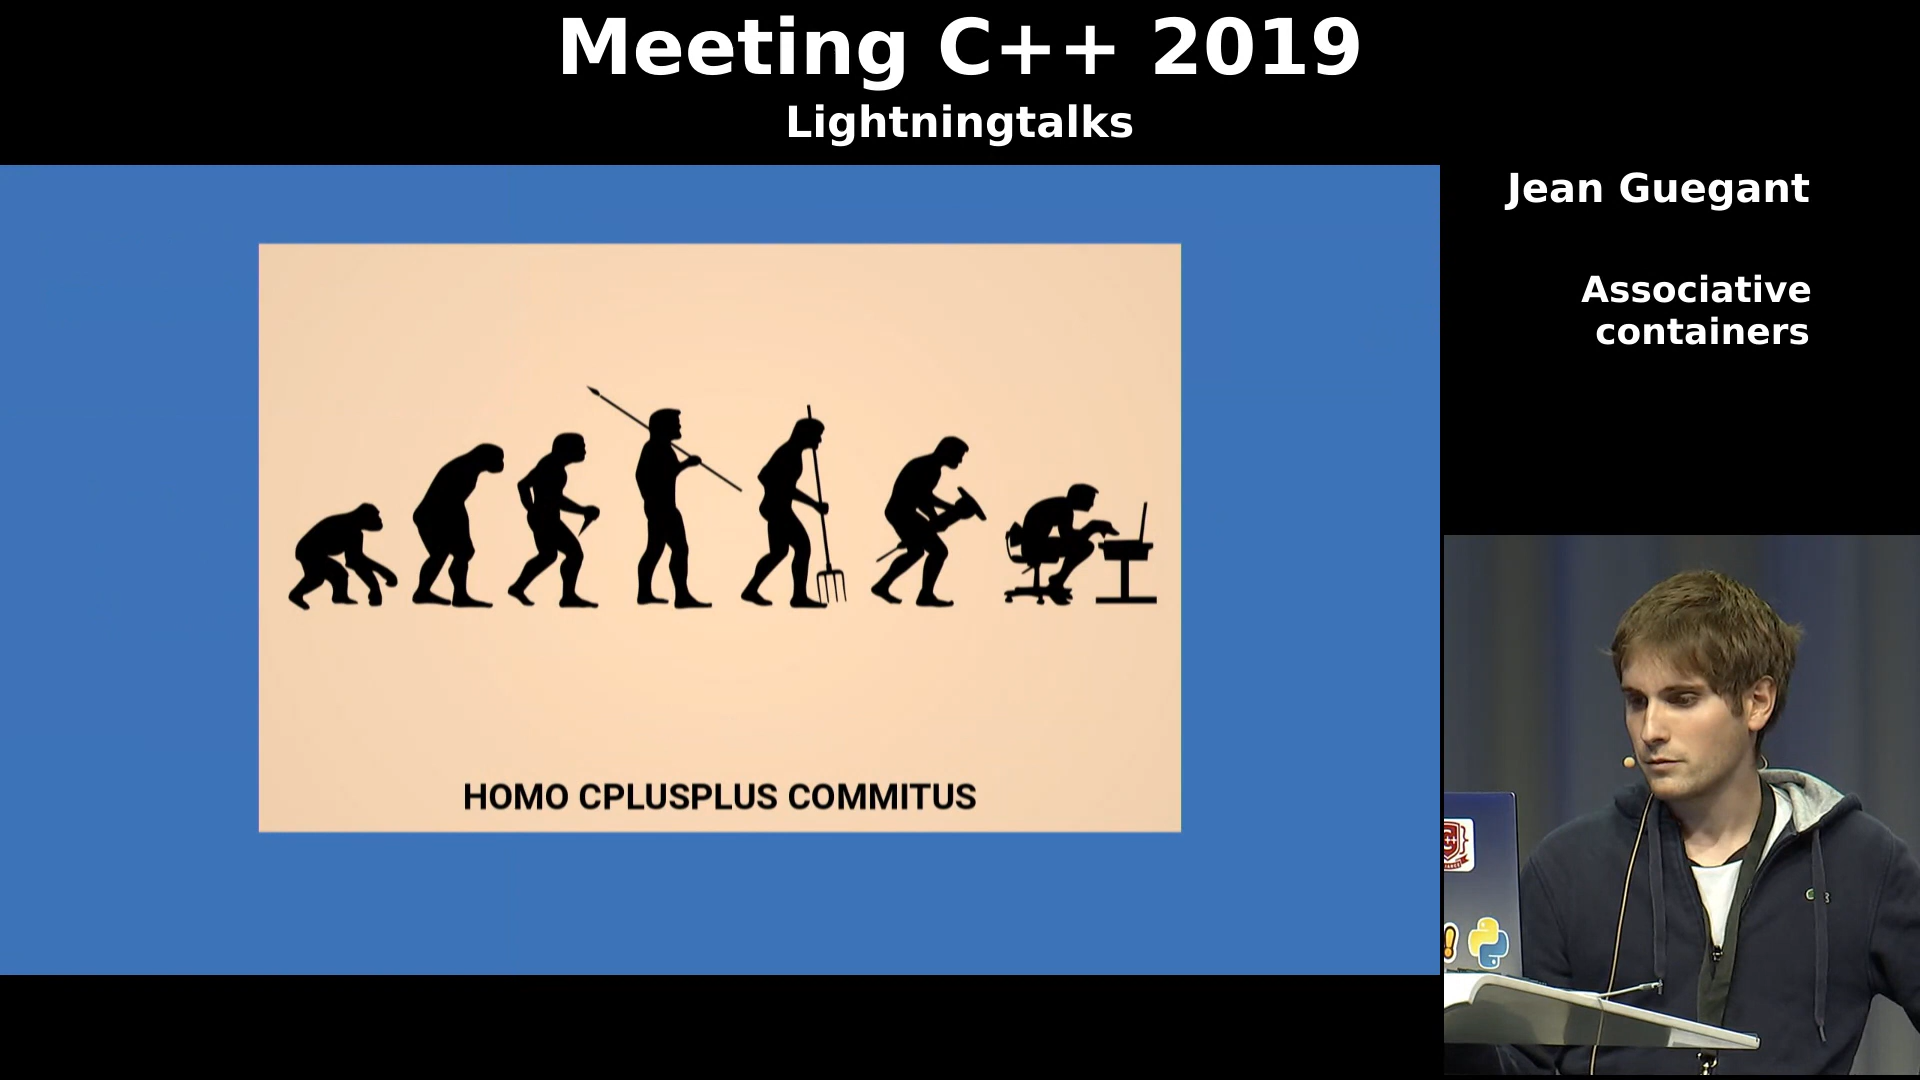 Meeting C++ 2019
Lightningtalks
Jean Guegant
Associative
containers
HOMO CPLUSPLUS COMMITUS